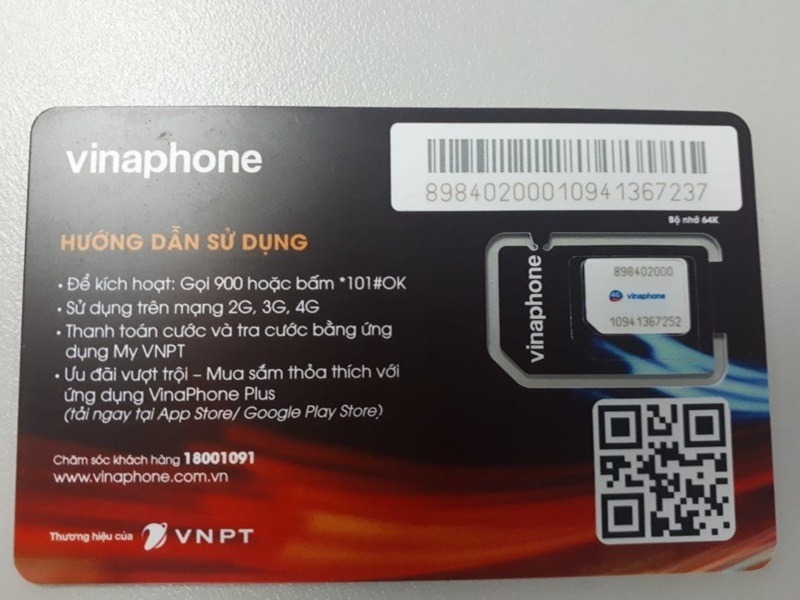 vinaphone
89840200010941367237
Bộ nhớ 64K
HƯỚNG DẪN SỬ DỤNG
• Để kích hoạt: Gọi 900 hoặc bấm *101#OK
• Sử dụng trên mạng 2G, 3G, 4G
• Thanh toán cước và tra cước bằng ứng
dụng My VNPT
• Ưu đãi vượt trội – Mua sắm thỏa thích với
ứng dụng VinaPhone Plus
(tải ngay tại App Store/ Google Play Store)
vinaphone
898402000
4G vinaphone
10941367252
Chăm sóc khách hàng 18001091
www.vinaphone.com.vn
Thương hiệu của VNPT